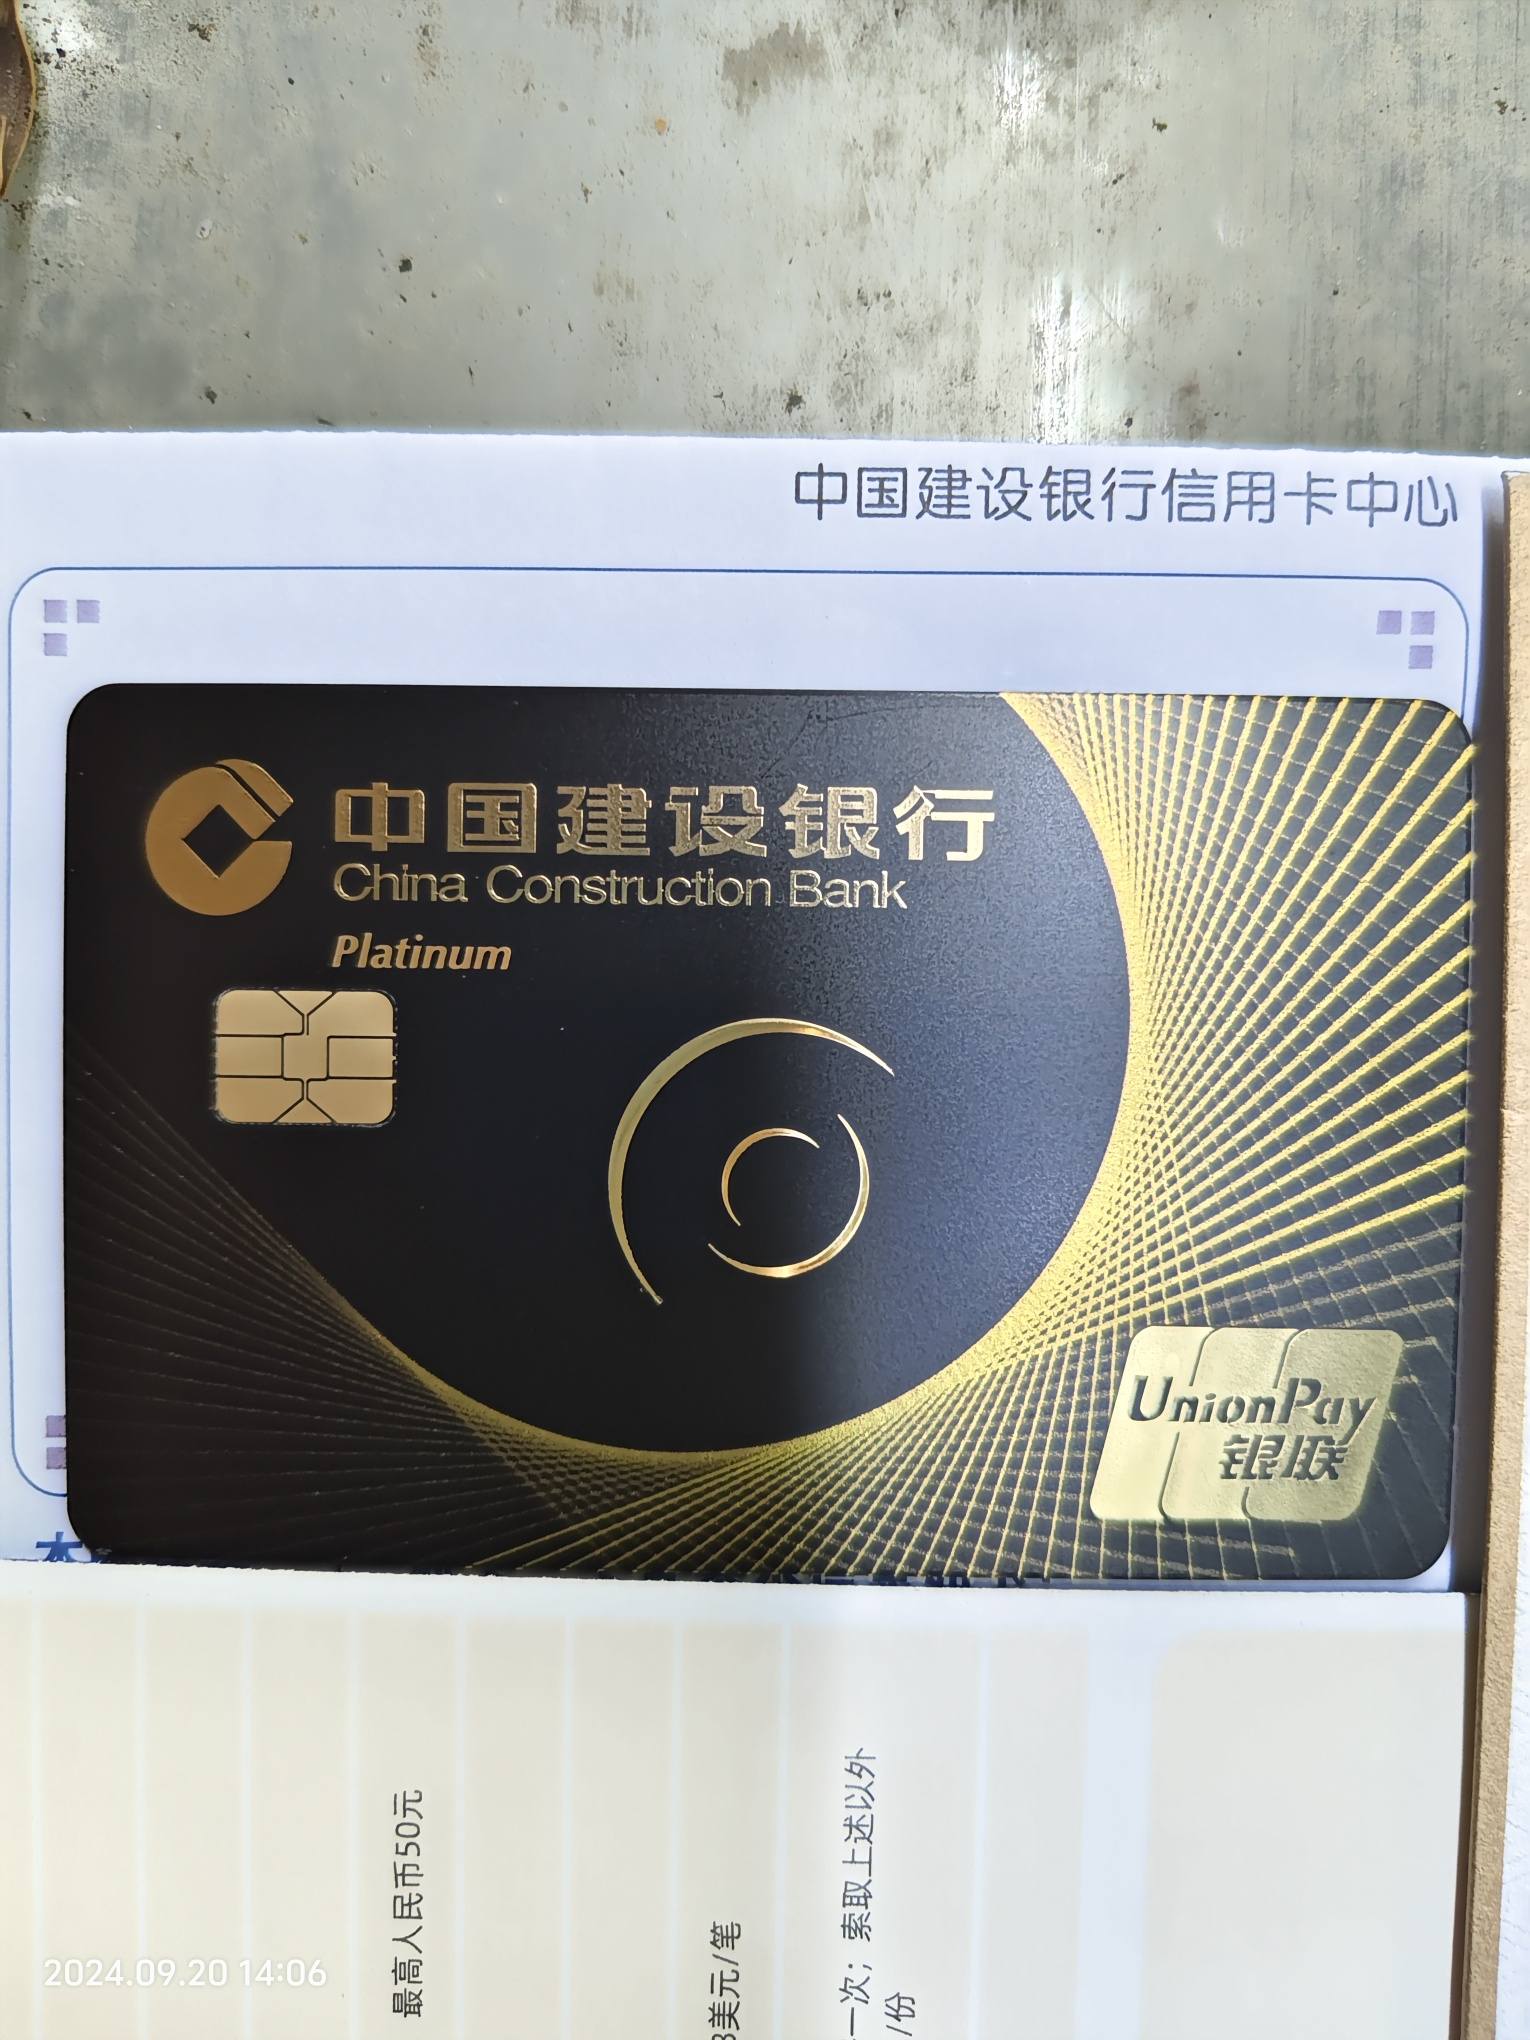 中国建设银行信用卡中心
中国建设银行
China Construction Bank
Platinum
UnionPay
银联
本
最高人民币50元
美元/笔
一次；索取上述以外
/份
2024.09.20 14:06